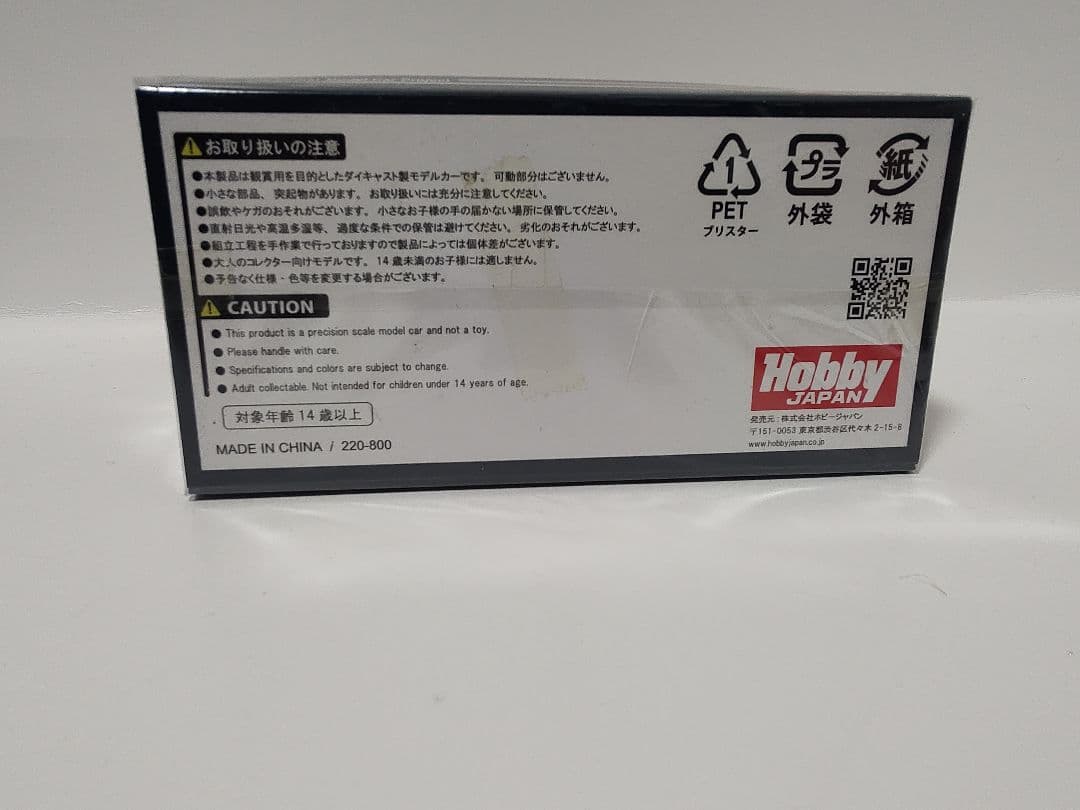 お取り扱いの注意
●本製品は観賞用を目的としたダイキャスト製モデルカーです。 可動部分はございません。
●小さな部品、 突起物があります。 お取り扱いには充分に注意してください。
●誤飲やケガのおそれがございます。 小さなお子様の手の届かない場所に保管してください。
●直射日光や高温多湿等、 過度な条件での保管は避けてください。 劣化のおそれがございます。
●組立工程を手作業で行っておりますので製品によっては個体差がございます。
●大人のコレクター向けモデルです。 14歳未満のお子様には適しません。
●予告なく仕様・色等を変更する場合がございます。
CAUTION
● This product is a precision scale model car and not a toy.
● Please handle with care.
● Specifications and colors are subject to change.
● Adult collectable. Not intended for children under 14 years of age.
対象年齢14歳以上
MADE IN CHINA / 220-800
1
PET
ブリスター
プラ
外袋
紙
外箱
Hobby
JAPAN
発売元:株式会社ホビージャパン
〒151-0053 東京都渋谷区代々木2-15-8
www.hobbyjapan.co.jp